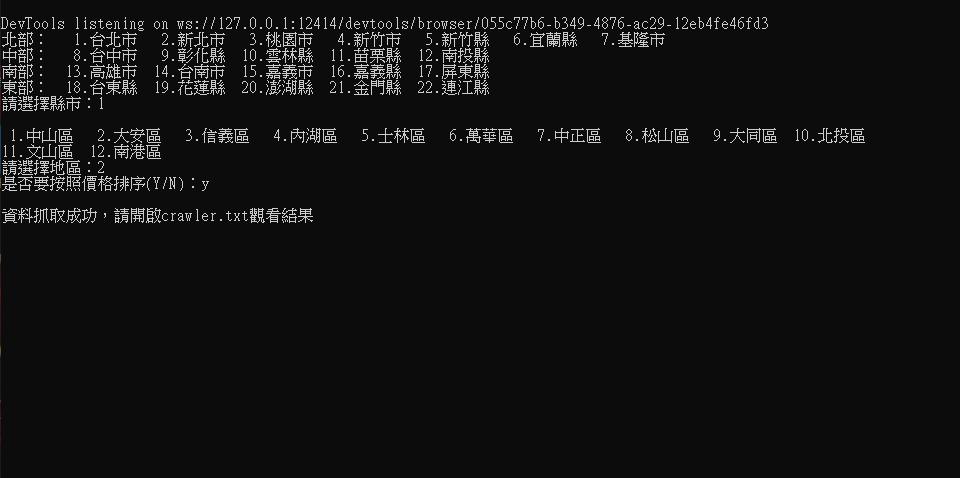 DevTools listening on ws://127.0.0.1:12414/devtools/browser/055c77b6-b349-4876-ac29-12eb4fe46fd3
北部： 1.台北市 2.新北市 3.桃園市 4.新竹市 5.新竹縣 6.宜蘭縣 7.基隆市
中部： 8.台中市 9.彰化縣 10.雲林縣 11.苗栗縣 12.南投縣
南部： 13.高雄市 14.台南市 15.嘉義市 16.嘉義縣 17.屏東縣
東部： 18.台東縣 19.花蓮縣 20.澎湖縣 21.金門縣 22.連江縣
請選擇縣市：1
1.中山區 2.大安區 3.信義區 4.內湖區 5.士林區 6.萬華區 7.中正區 8.松山區 9.大同區 10.北投區
11.文山區 12.南港區
請選擇地區：2
是否要按照價格排序(Y/N)：y
資料抓取成功，請開啟crawler.txt觀看結果